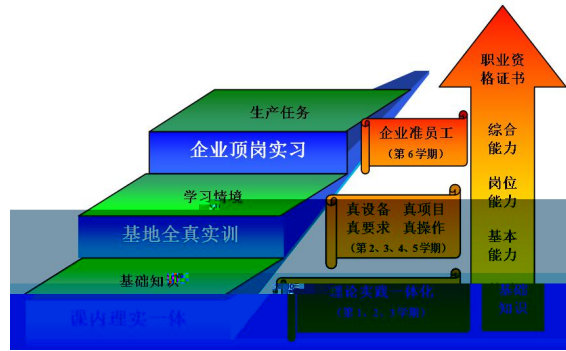 职业资
格证书
生产任务
企业顶岗实习
企业准员工
（第6学期）
综合
能力
学习情境
基地全真实训
真设备 真项目
真要求 真操作
（第2、3、4、5学期）
岗位
能力
基本
能力
基础知识
课内理实一体
理论实践一体化
基础
知识